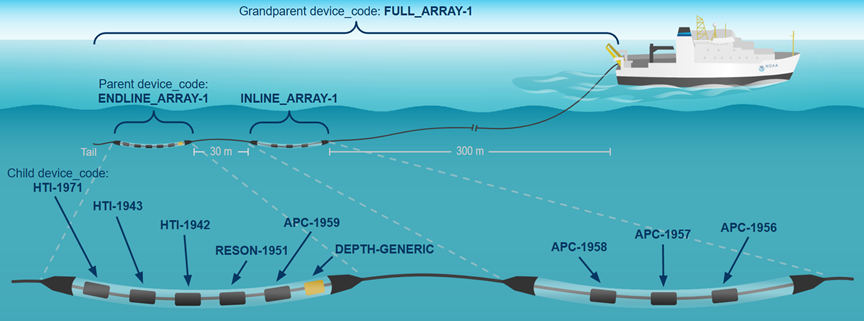 Grandparent device_code: FULL_ARRAY-1
NOAA
Parent device_code:
ENDLINE_ARRAY-1
INLINE_ARRAY-1
Tail
30 m
300 m
Child device_code:
HTI-1971
HTI-1943
HTI-1942
RESON-1951
APC-1959
DEPTH-GENERIC
APC-1958
APC-1957
APC-1956